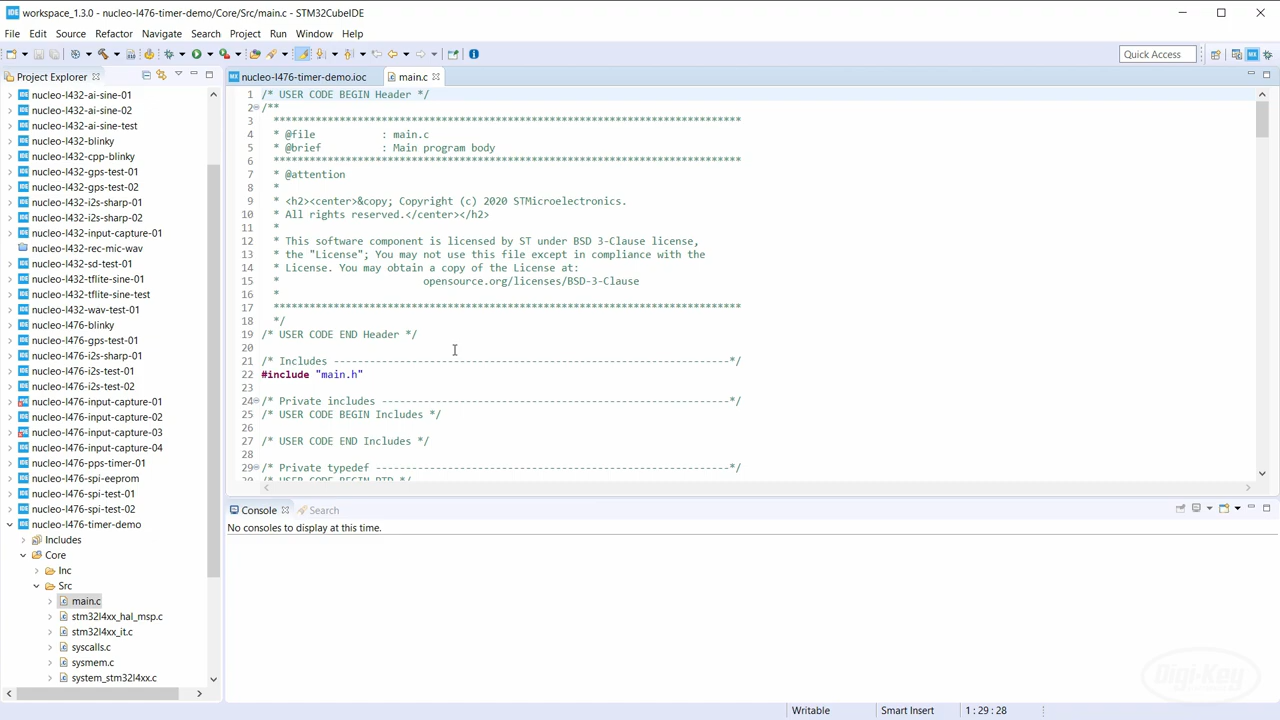 workspace_1.3.0 - nucleo-l476-timer-demo/Core/Src/main.c - STM32CubeIDE
File Edit Source Refactor Navigate Search Project Run Window Help
Quick Access
Project Explorer
nucleo-l432-ai-sine-01
nucleo-l432-ai-sine-02
nucleo-l432-ai-sine-test
nucleo-l432-blinky
nucleo-l432-cpp-blinky
nucleo-l432-gps-test-01
nucleo-l432-gps-test-02
nucleo-l432-i2s-sharp-01
nucleo-l432-i2s-sharp-02
nucleo-l432-input-capture-01
nucleo-l432-rec-mic-wav
nucleo-l432-sd-test-01
nucleo-l432-tflite-sine-01
nucleo-l432-tflite-sine-test
nucleo-l432-wav-test-01
nucleo-l476-blinky
nucleo-l476-gps-test-01
nucleo-l476-i2s-sharp-01
nucleo-l476-i2s-test-01
nucleo-l476-i2s-test-02
nucleo-l476-input-capture-01
nucleo-l476-input-capture-02
nucleo-l476-input-capture-03
nucleo-l476-input-capture-04
nucleo-l476-pps-timer-01
nucleo-l476-spi-eeprom
nucleo-l476-spi-test-01
nucleo-l476-spi-test-02
nucleo-l476-timer-demo
Includes
Core
Inc
Src
main.c
stm32l4xx_hal_msp.c
stm32l4xx_it.c
syscalls.c
sysmem.c
system_stm32l4xx.c
nucleo-l476-timer-demo.ioc main.c
1 /* USER CODE BEGIN Header */
2 /**
3 ******************************************************************************
4 * @file : main.c
5 * @brief : Main program body
6 ******************************************************************************
7 * @attention
8 *
9 * <h2><center>&copy; Copyright (c) 2020 STMicroelectronics.
10 * All rights reserved.</center></h2>
11 *
12 * This software component is licensed by ST under BSD 3-Clause license,
13 * the "License"; You may not use this file except in compliance with the
14 * License. You may obtain a copy of the License at:
15 * opensource.org/licenses/BSD-3-Clause
16 *
17 ******************************************************************************
18 */
19 /* USER CODE END Header */
20
21 /* Includes ------------------------------------------------------------------*/
22 #include "main.h"
23
24 /* Private includes ----------------------------------------------------------*/
25 /* USER CODE BEGIN Includes */
26
27 /* USER CODE END Includes */
28
29 /* Private typedef -----------------------------------------------------------*/
30 /* USER CODE BEGIN PTD */
Console Search
No consoles to display at this time.
Writable Smart Insert 1 : 29 : 28
Digi-Key